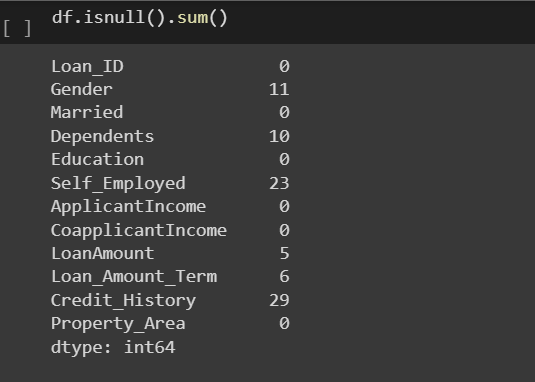 [ ] df.isnull().sum()
Loan_ID 0
Gender 11
Married 0
Dependents 10
Education 0
Self_Employed 23
ApplicantIncome 0
CoapplicantIncome 0
LoanAmount 5
Loan_Amount_Term 6
Credit_History 29
Property_Area 0
dtype: int64